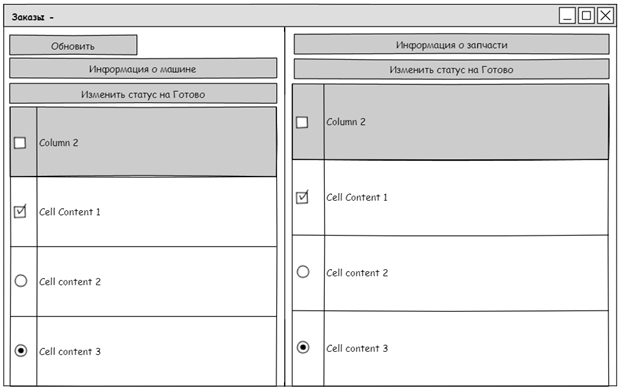 Заказы -
Обновить
Информация о машине
Изменить статус на Готово
Column 2
Cell Content 1
Cell content 2
Cell content 3
Информация о запчасти
Изменить статус на Готово
Column 2
Cell Content 1
Cell content 2
Cell content 3